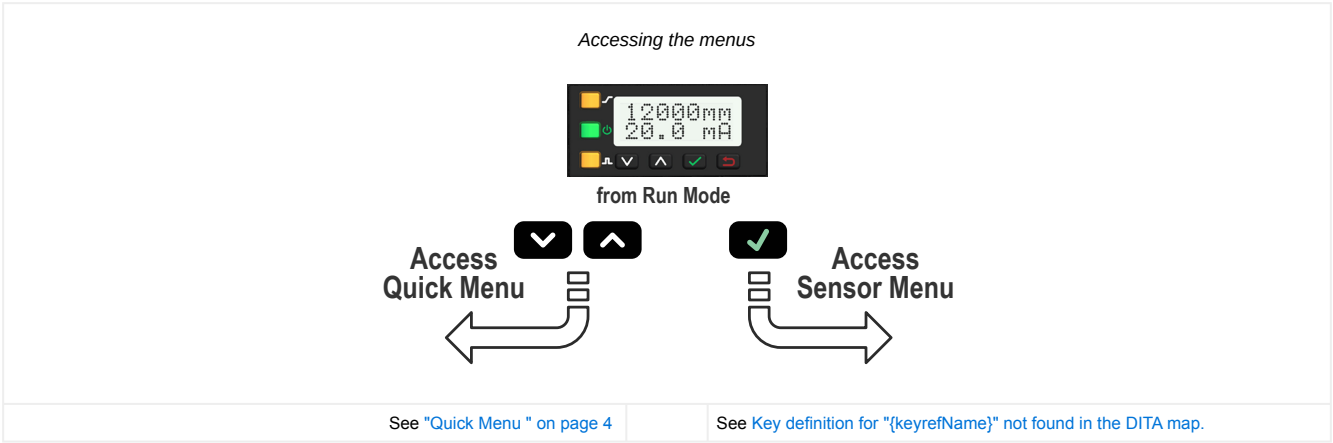 Accessing the menus
12000mm
20.0 mA
from Run Mode
Access
Quick Menu
Access
Sensor Menu
See "Quick Menu " on page 4
See Key definition for "{keyrefName}" not found in the DITA map.